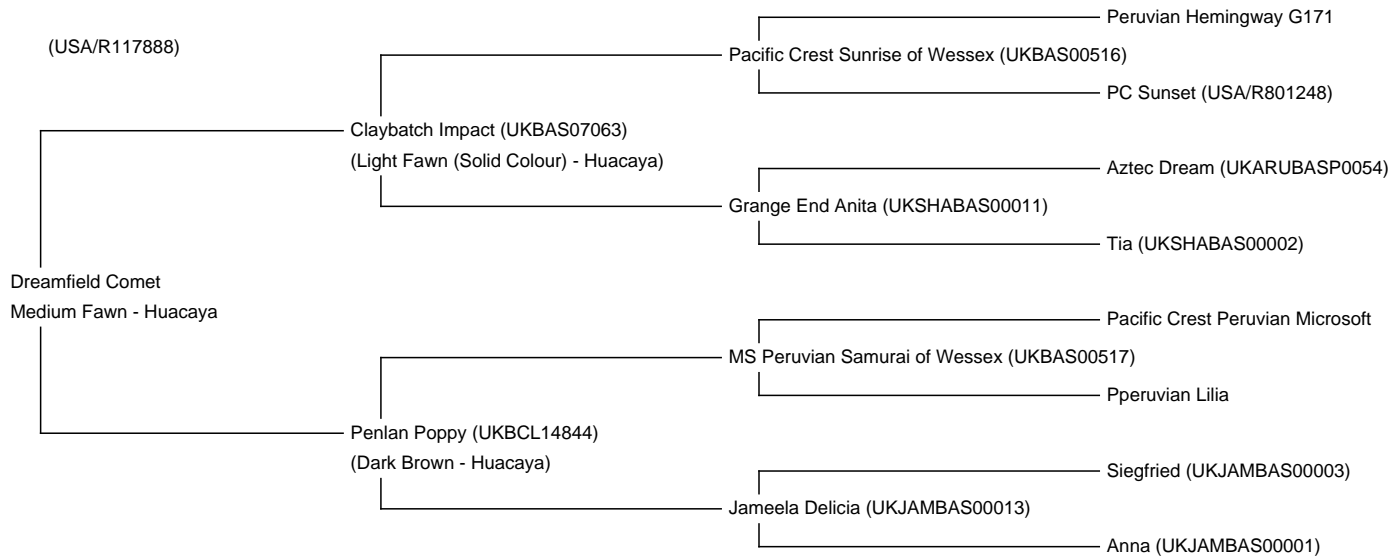 Peruvian Hemingway G171
(USA/R117888)
Pacific Crest Sunrise of Wessex (UKBAS00516)
PC Sunset (USA/R801248)
Claybatch Impact (UKBAS07063)
(Light Fawn (Solid Colour) - Huacaya)
Aztec Dream (UKARUBASP0054)
Grange End Anita (UKSHABAS00011)
Tia (UKSHABAS00002)
Dreamfield Comet
Medium Fawn - Huacaya
Pacific Crest Peruvian Microsoft
MS Peruvian Samurai of Wessex (UKBAS00517)
Pperuvian Lilia
Penlan Poppy (UKBCL14844)
(Dark Brown - Huacaya)
Siegfried (UKJAMBAS00003)
Jameela Delicia (UKJAMBAS00013)
Anna (UKJAMBAS00001)